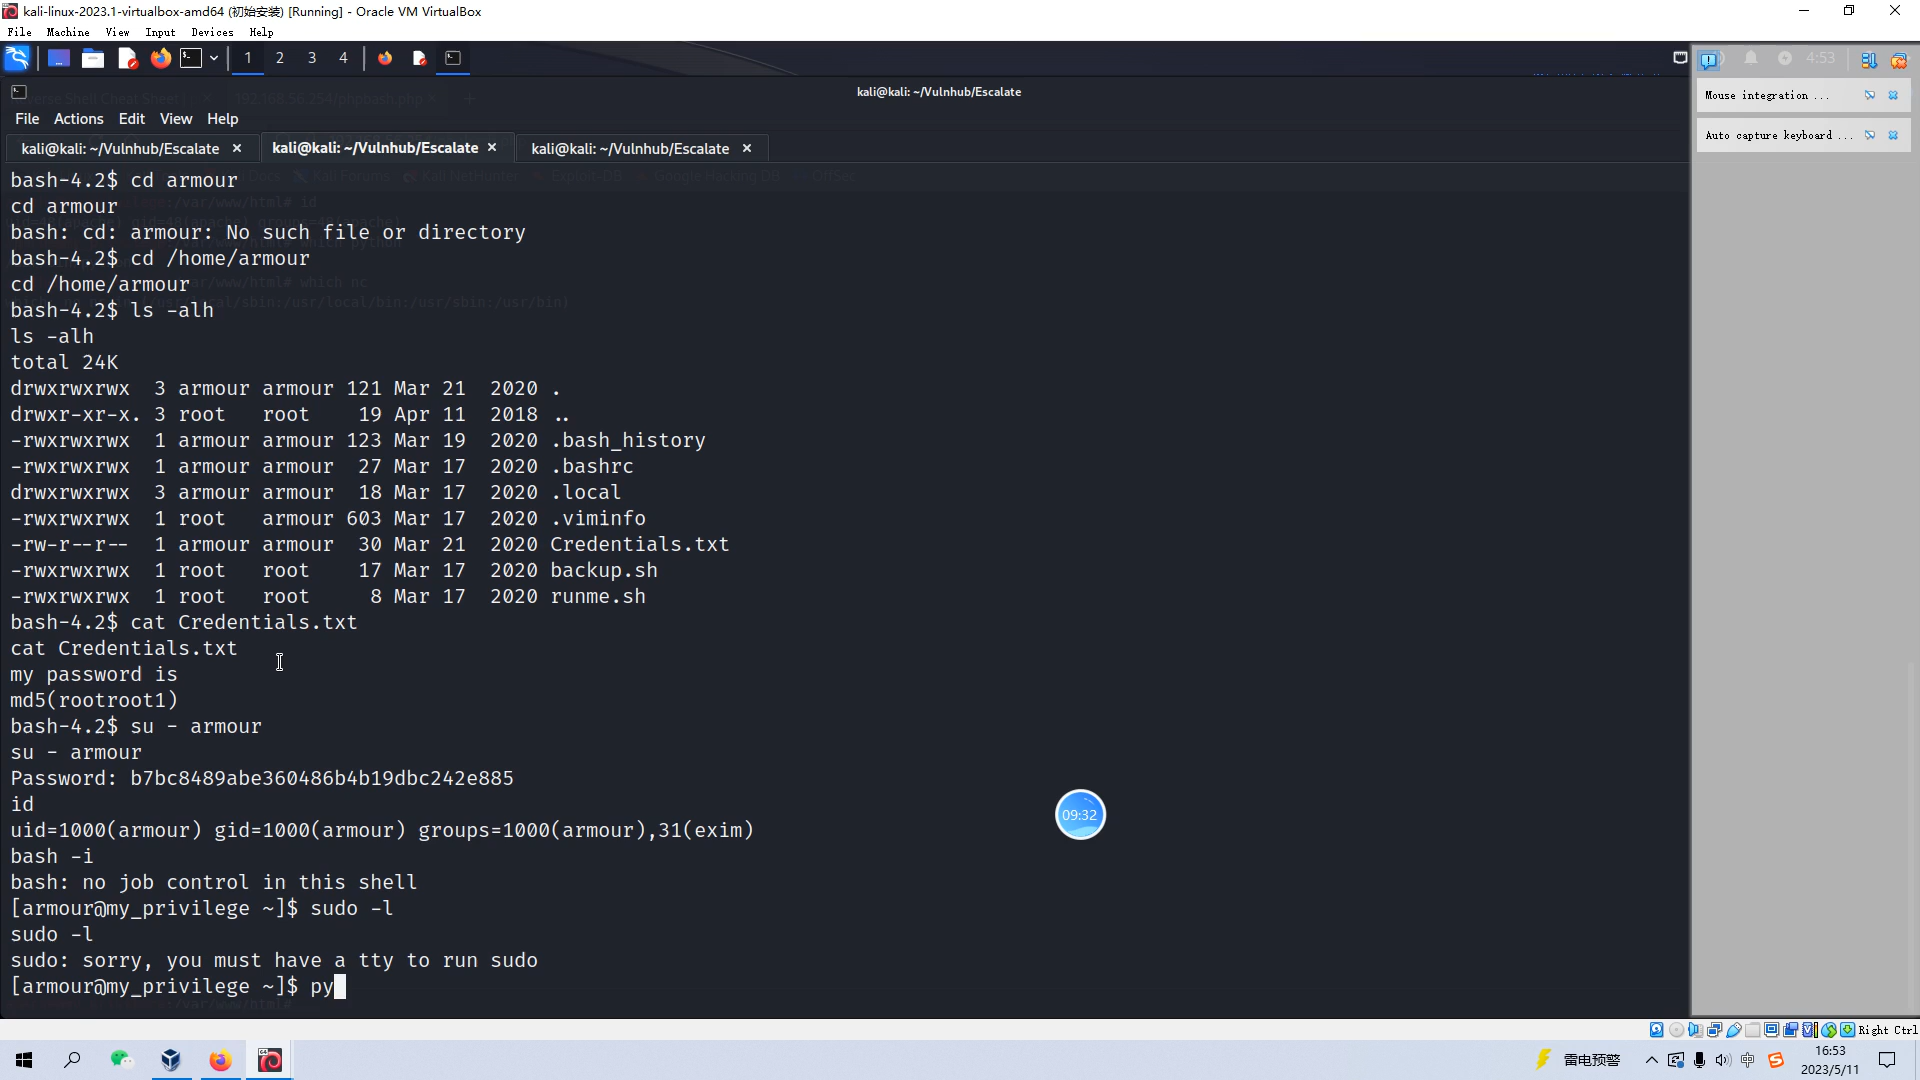 kali-linux-2023.1-virtualbox-amd64 (初始安装) [Running] - Oracle VM VirtualBox
File Machine View Input Devices Help
1 2 3 4
4:53
kali@kali: ~/Vulnhub/Escalate
File Actions Edit View Help
kali@kali: ~/Vulnhub/Escalate × kali@kali: ~/Vulnhub/Escalate × kali@kali: ~/Vulnhub/Escalate ×
Mouse integration ...
Auto capture keyboard ...
bash-4.2$ cd armour
cd armour
bash: cd: armour: No such file or directory
bash-4.2$ cd /home/armour
cd /home/armour
bash-4.2$ ls -alh
ls -alh
total 24K
drwxrwxrwx  3 armour armour 121 Mar 21  2020 .
drwxr-xr-x. 3 root   root    19 Apr 11  2018 ..
-rwxrwxrwx  1 armour armour 123 Mar 19  2020 .bash_history
-rwxrwxrwx  1 armour armour  27 Mar 17  2020 .bashrc
drwxrwxrwx  3 armour armour  18 Mar 17  2020 .local
-rwxrwxrwx  1 root   armour 603 Mar 17  2020 .viminfo
-rw-r--r--  1 armour armour  30 Mar 21  2020 Credentials.txt
-rwxrwxrwx  1 root   root    17 Mar 17  2020 backup.sh
-rwxrwxrwx  1 root   root     8 Mar 17  2020 runme.sh
bash-4.2$ cat Credentials.txt
cat Credentials.txt
my password is
md5(rootroot1)
bash-4.2$ su - armour
su - armour
Password: b7bc8489abe360486b4b19dbc242e885
id
uid=1000(armour) gid=1000(armour) groups=1000(armour),31(exim)
bash -i
bash: no job control in this shell
[armour@my_privilege ~]$ sudo -l
sudo -l
sudo: sorry, you must have a tty to run sudo
[armour@my_privilege ~]$ py
09:32
Right Ctrl
雷电预警
中
16:53
2023/5/11